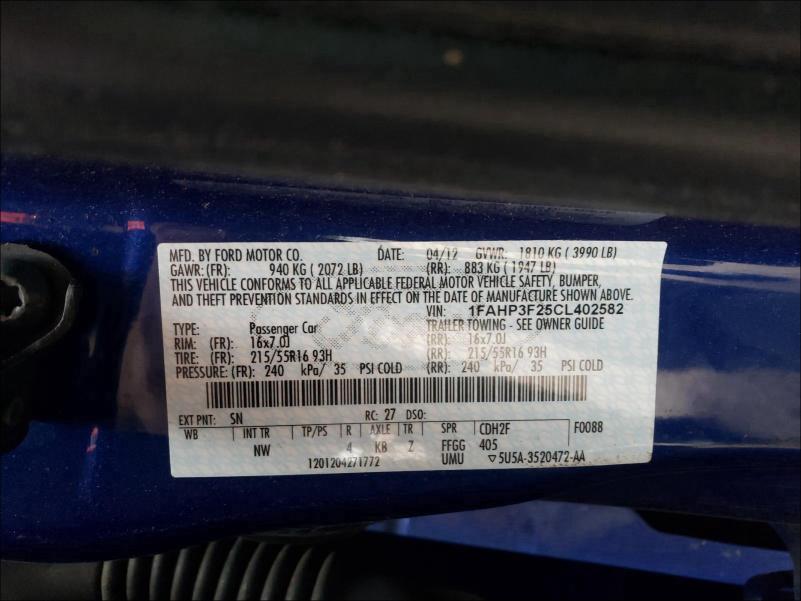 MFD. BY FORD MOTOR CO. DATE: 04/12 GVWR: 1810 KG ( 3990 LB)
GAWR: (FR): 940 KG ( 2072 LB) (RR): 883 KG ( 1947 LB)
THIS VEHICLE CONFORMS TO ALL APPLICABLE FEDERAL MOTOR VEHICLE SAFETY, BUMPER,
AND THEFT PREVENTION STANDARDS IN EFFECT ON THE DATE OF MANUFACTURE SHOWN ABOVE.
VIN: 1FAHP3F25CL402582
TYPE: Passenger Car TRAILER TOWING - SEE OWNER GUIDE
RIM: (FR): 16x7.0J (RR): 16x7.0J
TIRE: (FR): 215/55R16 93H (RR): 215/55R16 93H
PRESSURE: (FR): 240 kPa/ 35 PSI COLD (RR): 240 kPa/ 35 PSI COLD
EXT PNT: SN RC: 27 DSO:
WB INT TR TP/PS R AXLE TR SPR CDH2F F0088
NW 4 KB Z FFGG 405
1201204271772 UMU ▽5U5A-3520472-AA